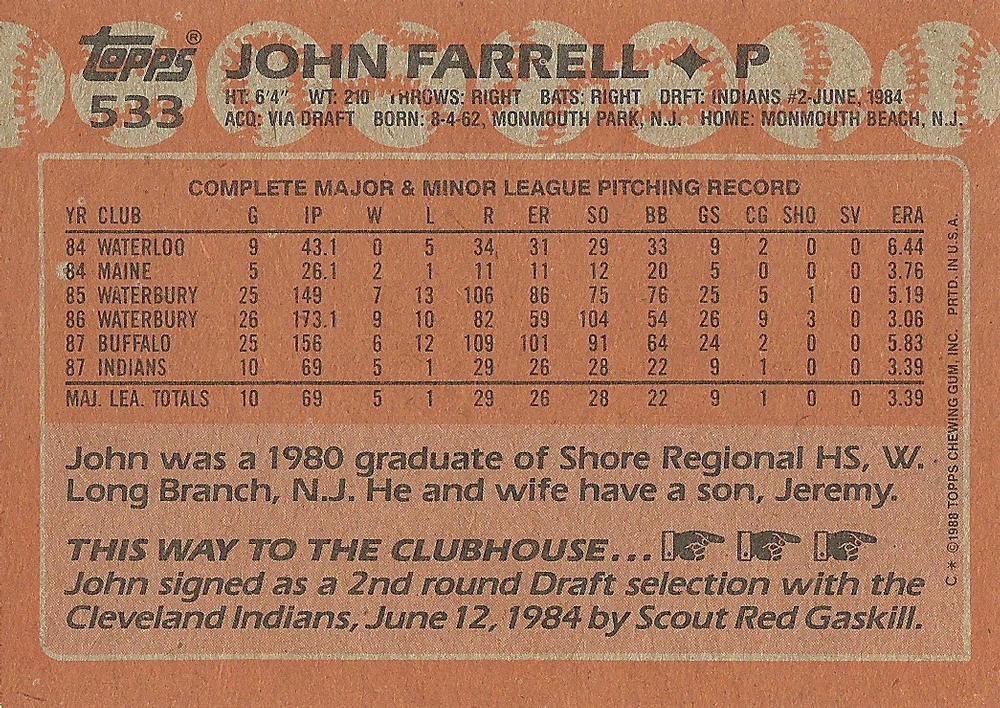 topps® JOHN FARRELL ✦ P
533
HT: 6'4" WT: 210 THROWS: RIGHT BATS: RIGHT DRFT: INDIANS #2-JUNE, 1984
ACQ: VIA DRAFT BORN: 8-4-62, MONMOUTH PARK, N.J. HOME: MONMOUTH BEACH, N.J.
COMPLETE MAJOR & MINOR LEAGUE PITCHING RECORD
YR CLUB G IP W L R ER SO BB GS CG SHO SV ERA
84 WATERLOO 9 43.1 0 5 34 31 29 33 9 2 0 0 6.44
84 MAINE 5 26.1 2 1 11 11 12 20 5 0 0 0 3.76
85 WATERBURY 25 149 7 13 106 86 75 76 25 5 1 0 5.19
86 WATERBURY 26 173.1 9 10 82 59 104 54 26 9 3 0 3.06
87 BUFFALO 25 156 6 12 109 101 91 64 24 2 0 0 5.83
87 INDIANS 10 69 5 1 29 26 28 22 9 1 0 0 3.39
MAJ. LEA. TOTALS 10 69 5 1 29 26 28 22 9 1 0 0 3.39
John was a 1980 graduate of Shore Regional HS, W.
Long Branch, N.J. He and wife have a son, Jeremy.
THIS WAY TO THE CLUBHOUSE...
John signed as a 2nd round Draft selection with the
Cleveland Indians, June 12, 1984 by Scout Red Gaskill.
C * ©1988 TOPPS CHEWING GUM, INC. PRTD. IN U.S.A.